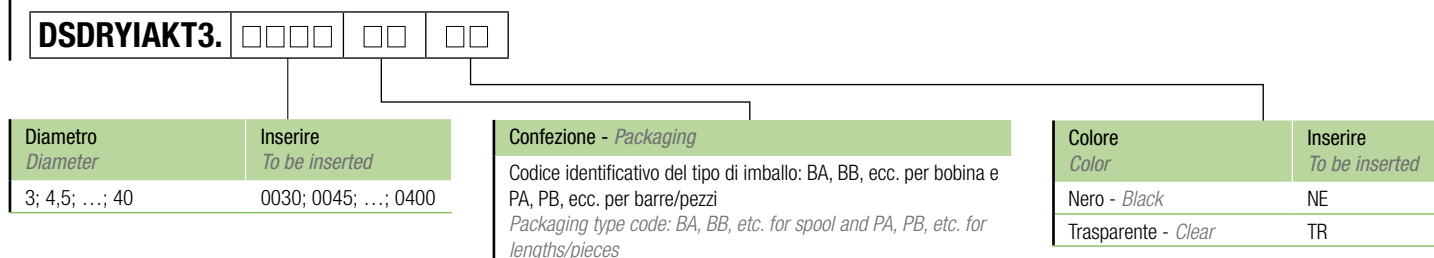 DSDRYIAKT3. □□□□ □□ □□
Diametro Inserire
Diameter To be inserted
3; 4,5; …; 40 0030; 0045; …; 0400
Confezione - Packaging
Codice identificativo del tipo di imballo: BA, BB, ecc. per bobina e
PA, PB, ecc. per barre/pezzi
Packaging type code: BA, BB, etc. for spool and PA, PB, etc. for
lengths/pieces
Colore Inserire
Color To be inserted
Nero - Black NE
Trasparente - Clear TR